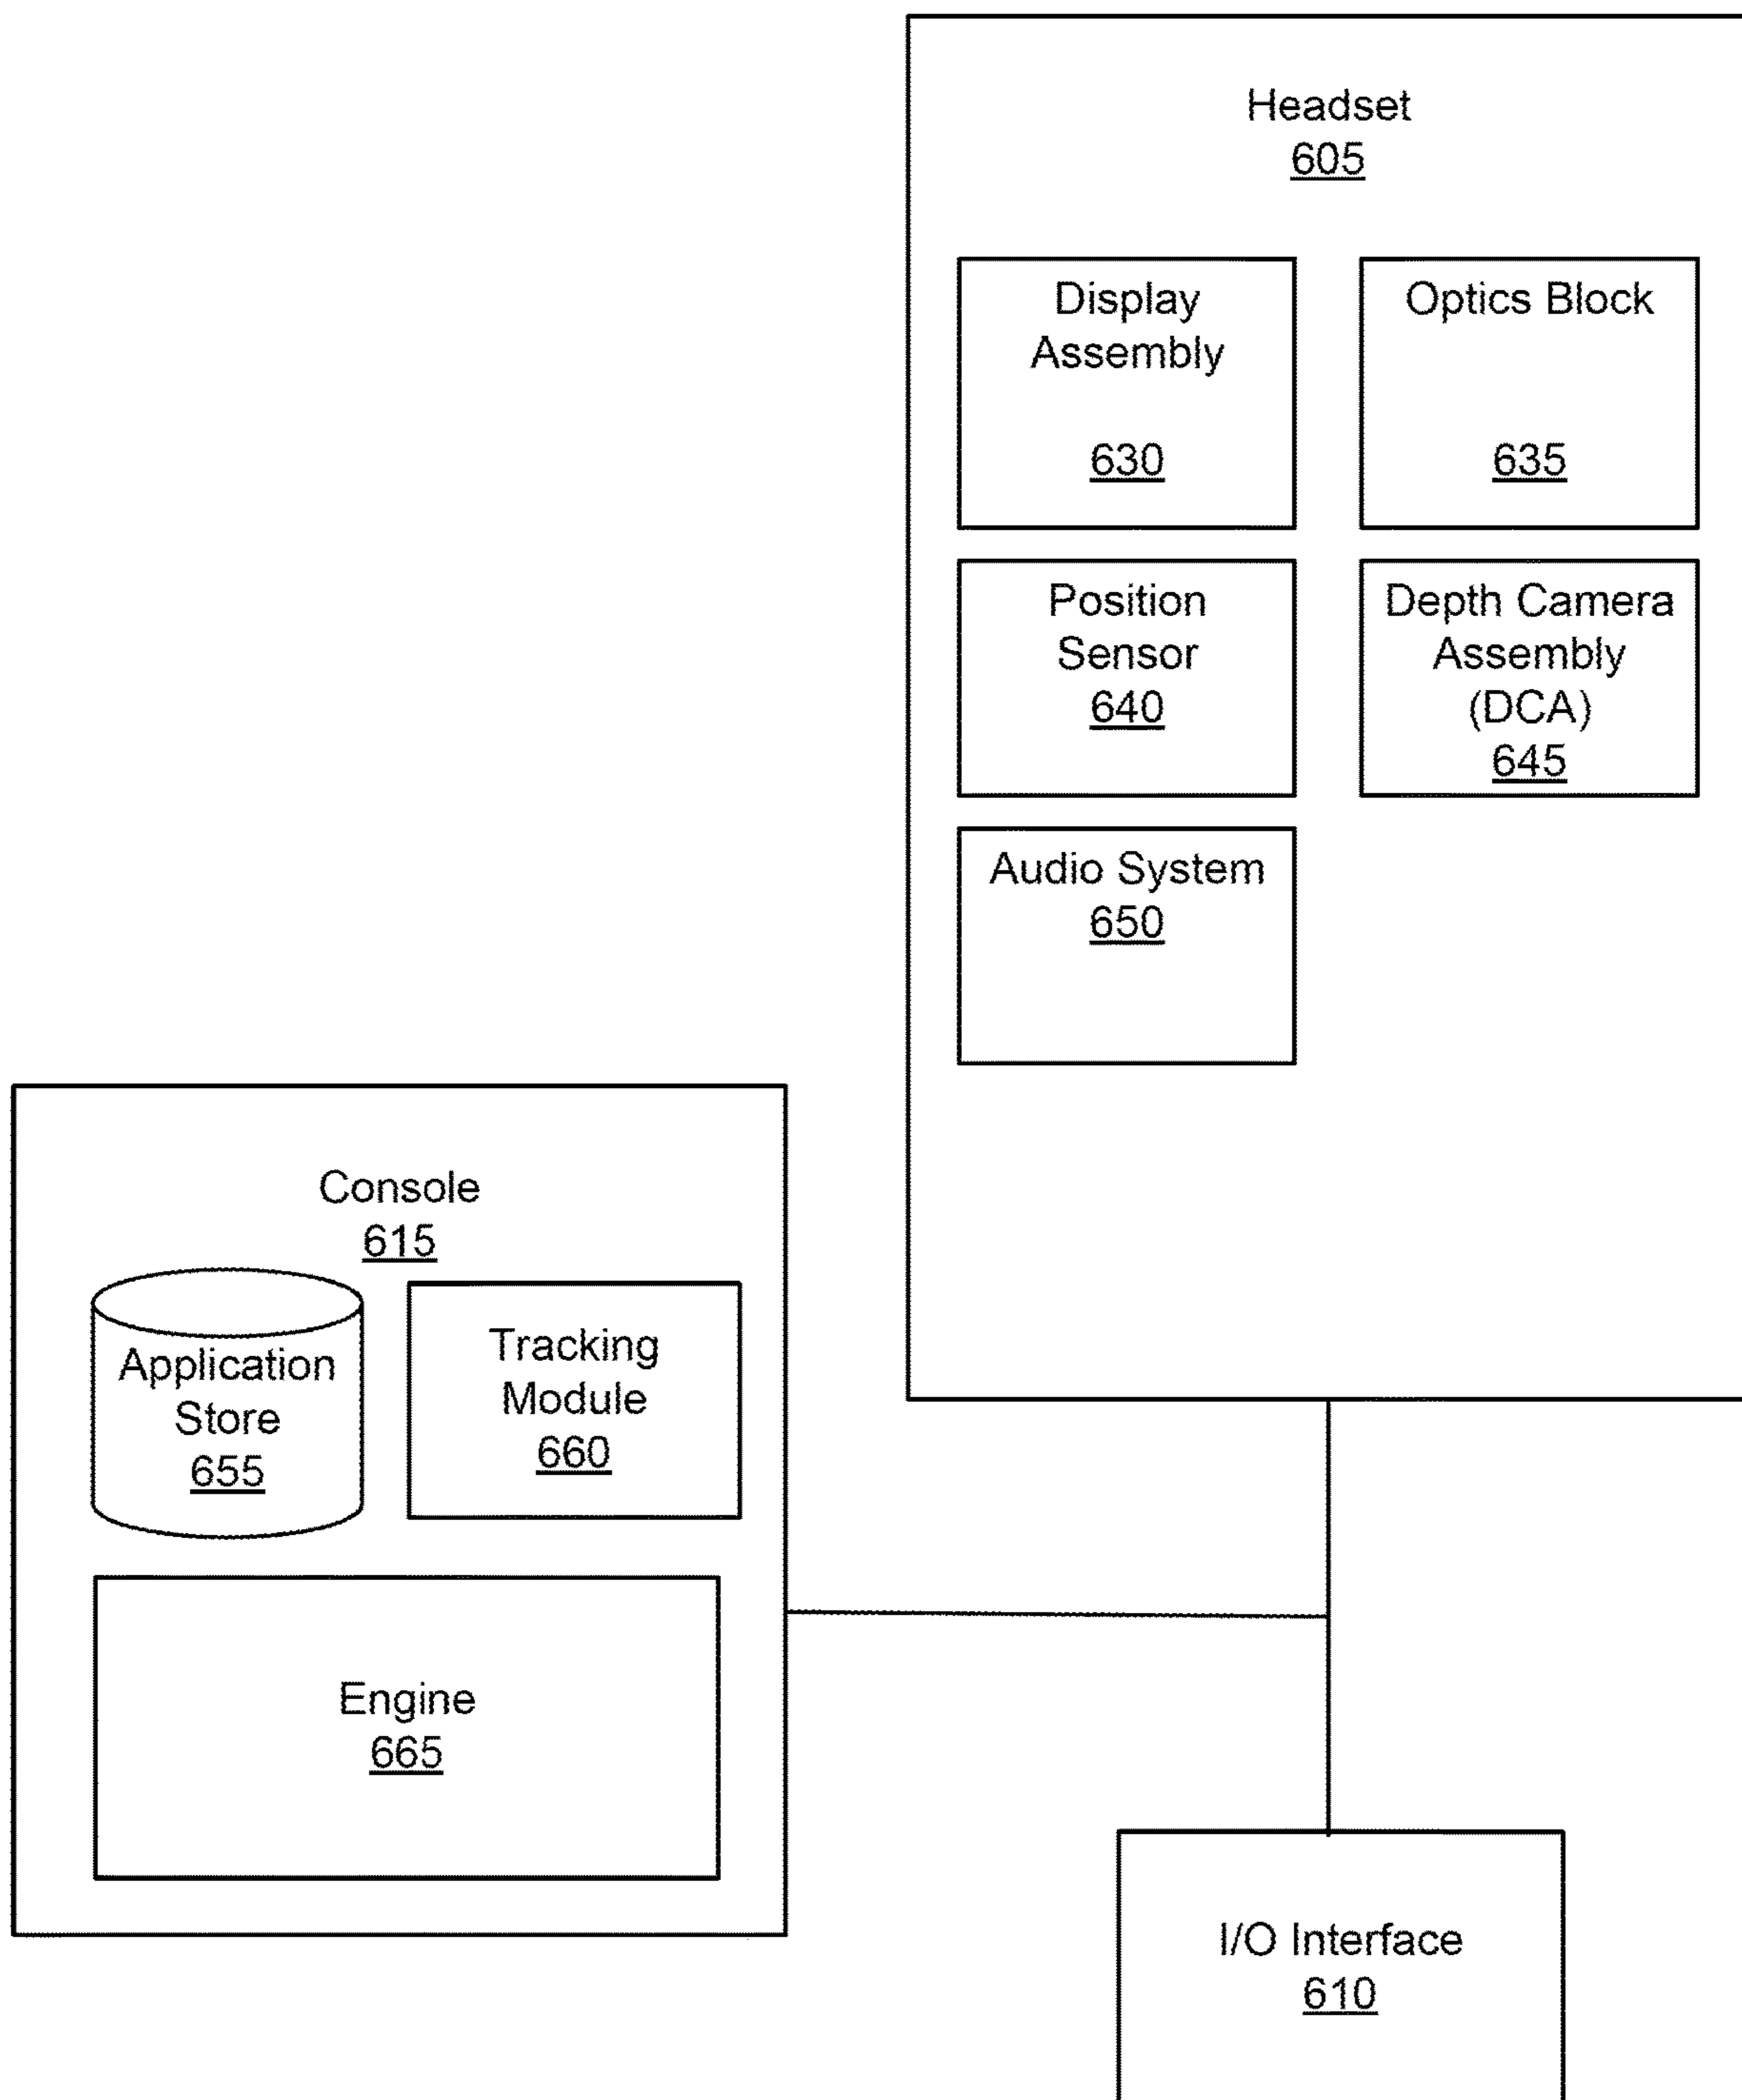 Headset
605
Display
Assembly
630
Optics Block
635
Position
Sensor
640
Depth Camera
Assembly
(DCA)
645
Audio System
650
Console
615
Application
Store
655
Tracking
Module
660
Engine
665
I/O Interface
610